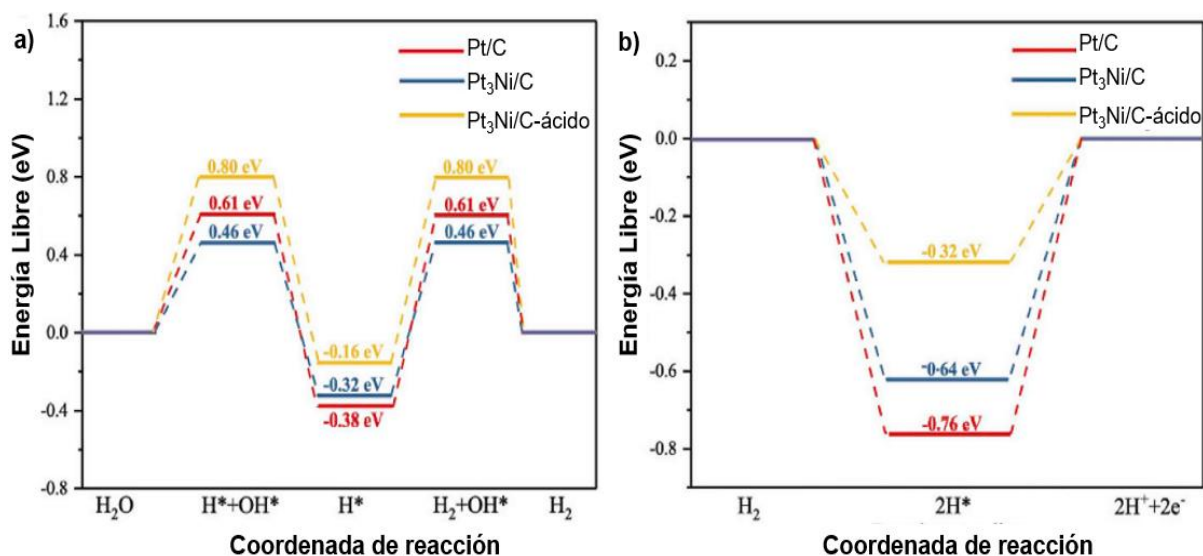 a)
1.6
1.2
0.8
0.4
0.0
-0.4
-0.8
Energía Libre (eV)
Pt/C
Pt₃Ni/C
Pt₃Ni/C-ácido
0.80 eV
0.61 eV
0.46 eV
-0.16 eV
-0.32 eV
-0.38 eV
0.80 eV
0.61 eV
0.46 eV
H₂O
H*+OH*
H*
H₂+OH*
H₂
Coordenada de reacción
b)
0.2
0.0
-0.2
-0.4
-0.6
-0.8
Energía Libre (eV)
Pt/C
Pt₃Ni/C
Pt₃Ni/C-ácido
-0 32 eV
-0·64 eV
-0.76 eV
H₂
2H*
2H⁺+2e⁻
Coordenada de reacción